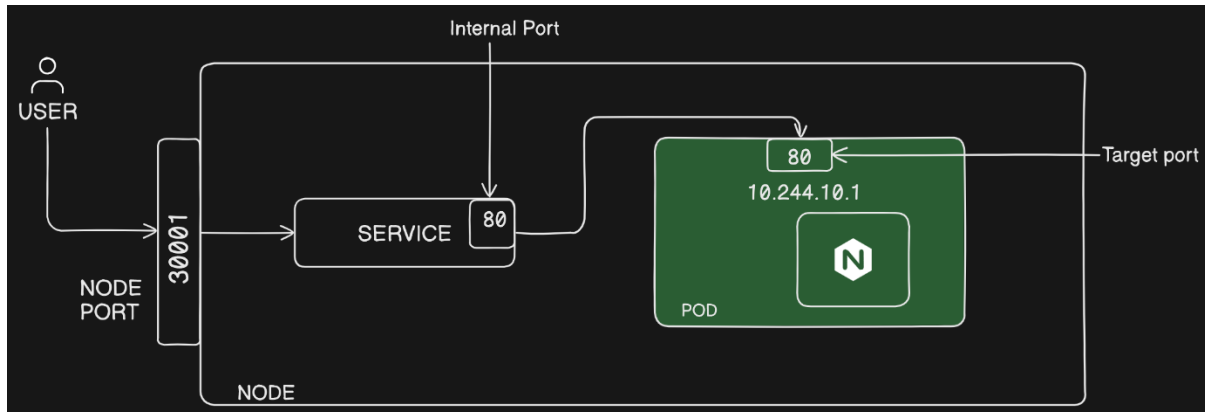 Internal Port
USER
80
Target port
10.244.10.1
30001
SERVICE
80
N
NODE
PORT
POD
NODE